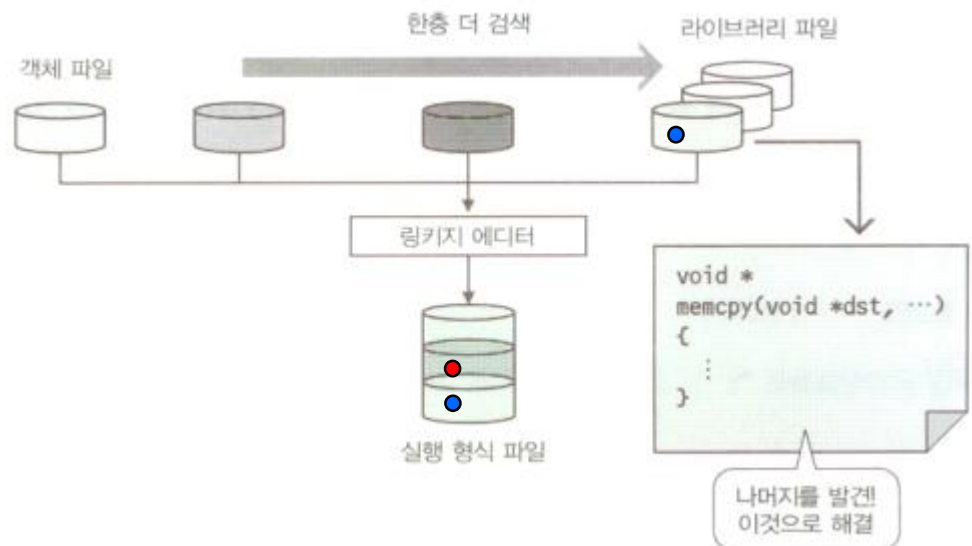 한층 더 검색
라이브러리 파일
객체 파일
링키지 에디터
void *
memcpy(void *dst, …)
{
⋮
}
실행 형식 파일
나머지를 발견!
이것으로 해결